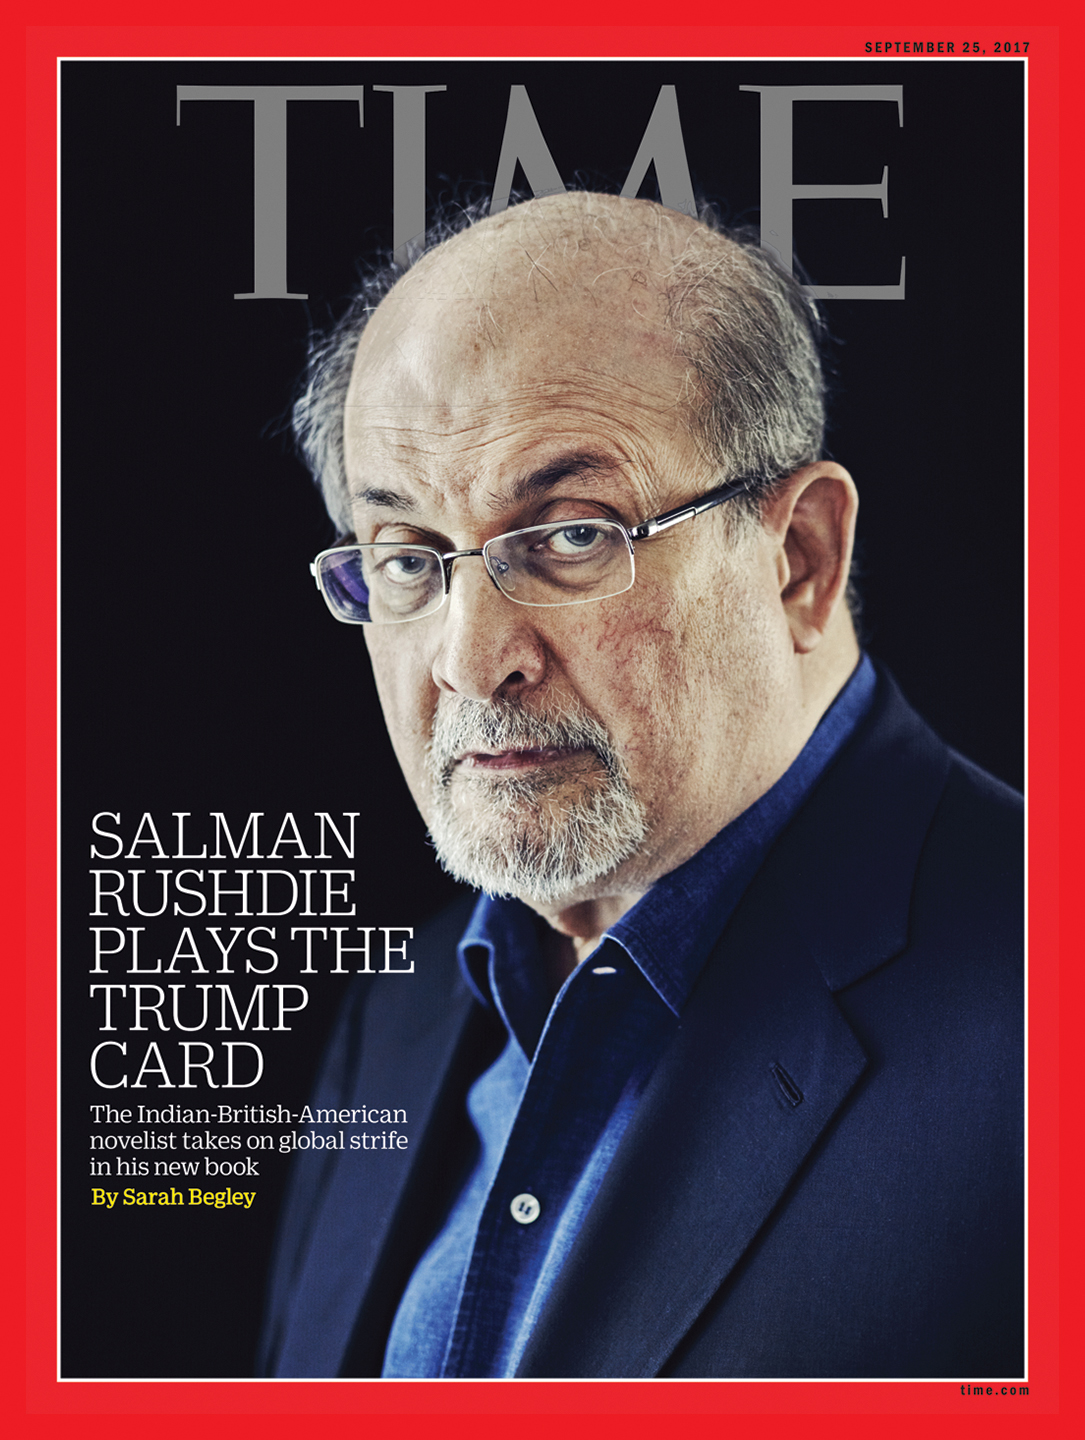 SEPTEMBER 25, 2017
TIME
SALMAN
RUSHDIE
PLAYS THE
TRUMP
CARD
The Indian-British-American
novelist takes on global strife
in his new book
By Sarah Begley
time.com